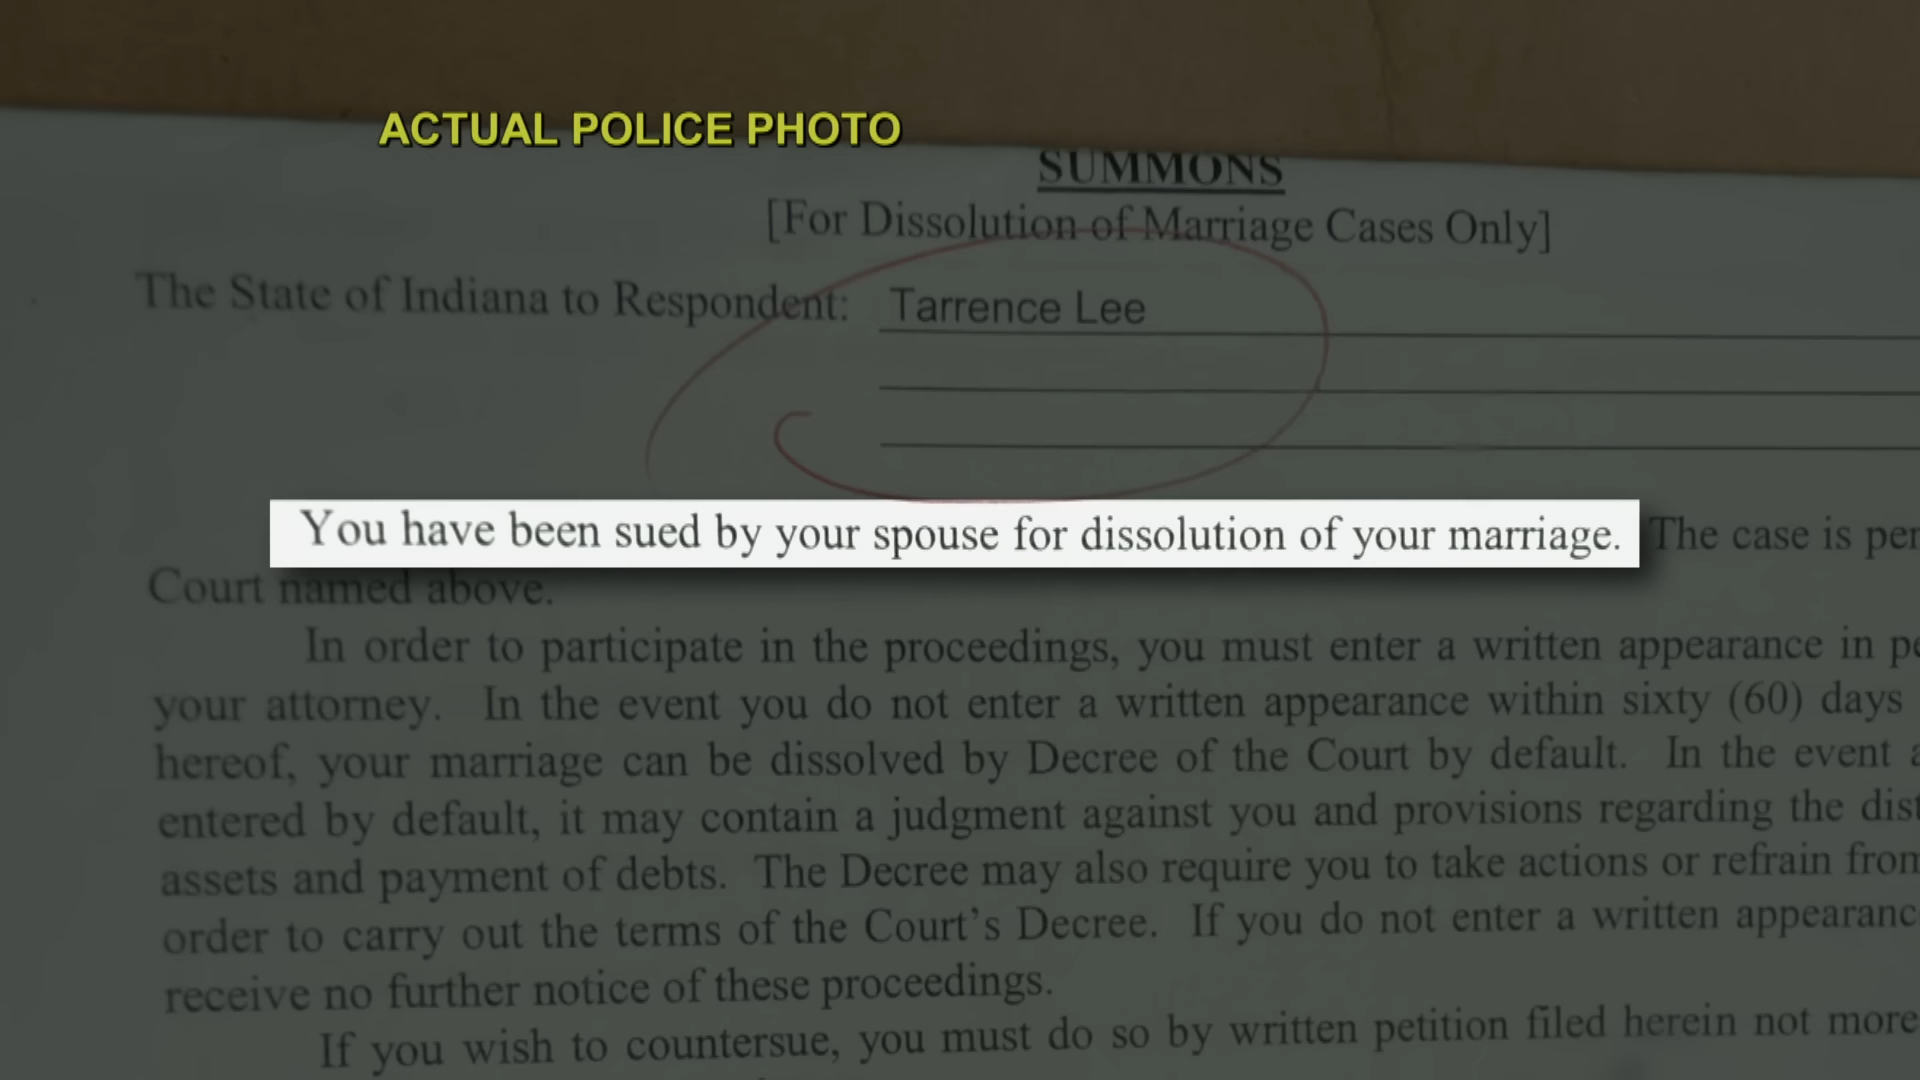 ACTUAL POLICE PHOTO
SUMMONS
[For Dissolution of Marriage Cases Only]
The State of Indiana to Respondent: Tarrence Lee
You have been sued by your spouse for dissolution of your marriage. The case is
Court named above.
In order to participate in the proceedings, you must enter a written appearance in
your attorney. In the event you do not enter a written appearance within sixty (60) days
hereof, your marriage can be dissolved by Decree of the Court by default. In the event
entered by default, it may contain a judgment against you and provisions regarding the
assets and payment of debts. The Decree may also require you to take actions or refrain from
order to carry out the terms of the Court's Decree. If you do not enter a written
receive no further notice of these proceedings.
If you wish to countersue, you must do so by written petition filed herein not more